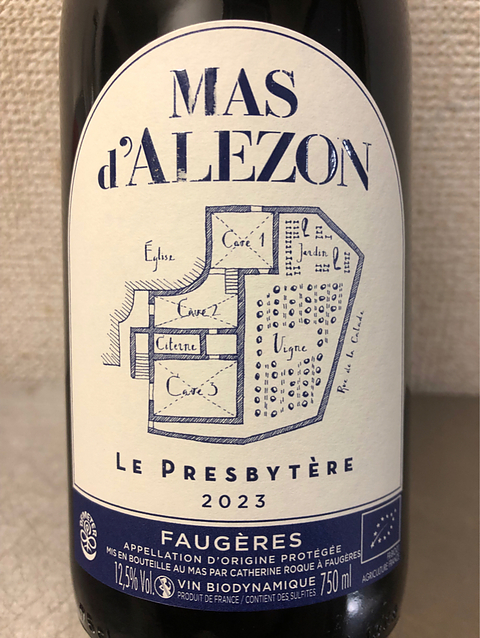 MAS
d'ALEZON
Église
Cave 1
Jardin
Cave 2
Citerne
Vigne
Cave 3
Rue de la Calade
LE PRESBYTÈRE
2023
FAUGÈRES
APPELLATION D'ORIGINE PROTÉGÉE
MIS EN BOUTEILLE AU MAS PAR CATHERINE ROQUE À FAUGÈRES
12,5% Vol. VIN BIODYNAMIQUE 750 ml
PRODUIT DE FRANCE / CONTIENT DES SULFITES
AGRICULTURE